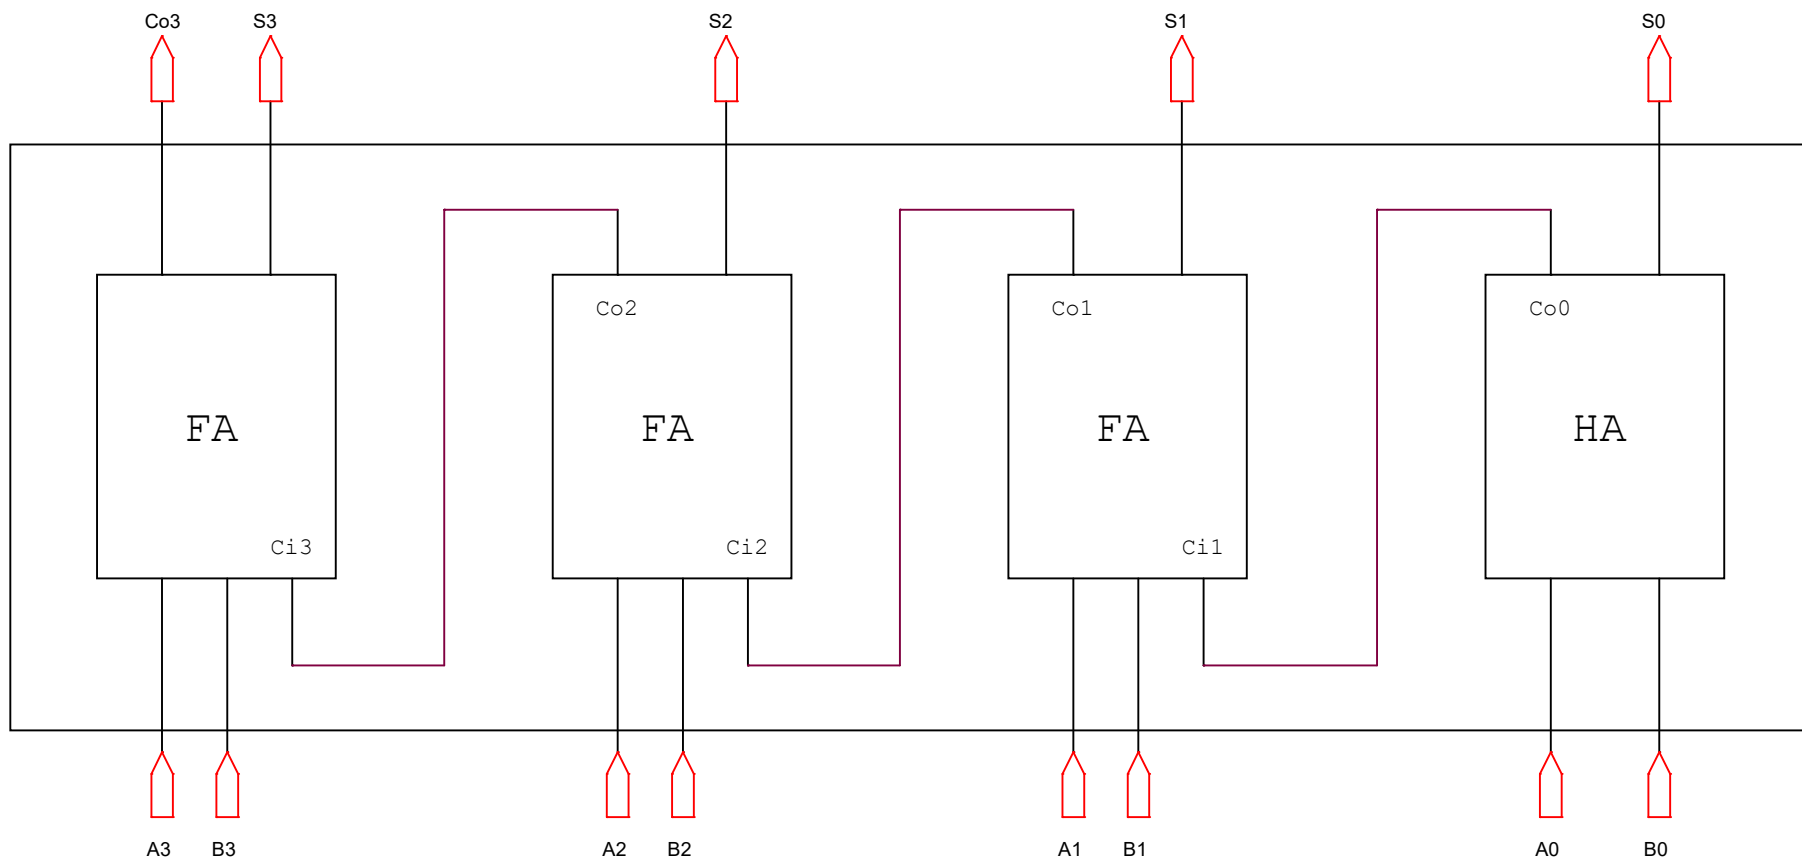 Co3 S3 S2 S1 S0
Co2 Co1 Co0
FA FA FA HA
Ci3 Ci2 Ci1
A3 B3 A2 B2 A1 B1 A0 B0